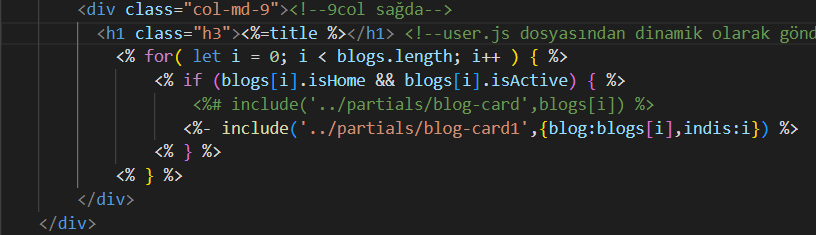 <div class="col-md-9"><!--9col sağda-->
<h1 class="h3"><%=title %></h1> <!--user.js dosyasından dinamik olarak
<% for( let i = 0; i < blogs.length; i++ ) { %>
<% if (blogs[i].isHome && blogs[i].isActive) { %>
<%# include('../partials/blog-card',blogs[i]) %>
<%- include('../partials/blog-card1',{blog:blogs[i],indis:i}) %>
<% } %>
<% } %>
</div>
</div>